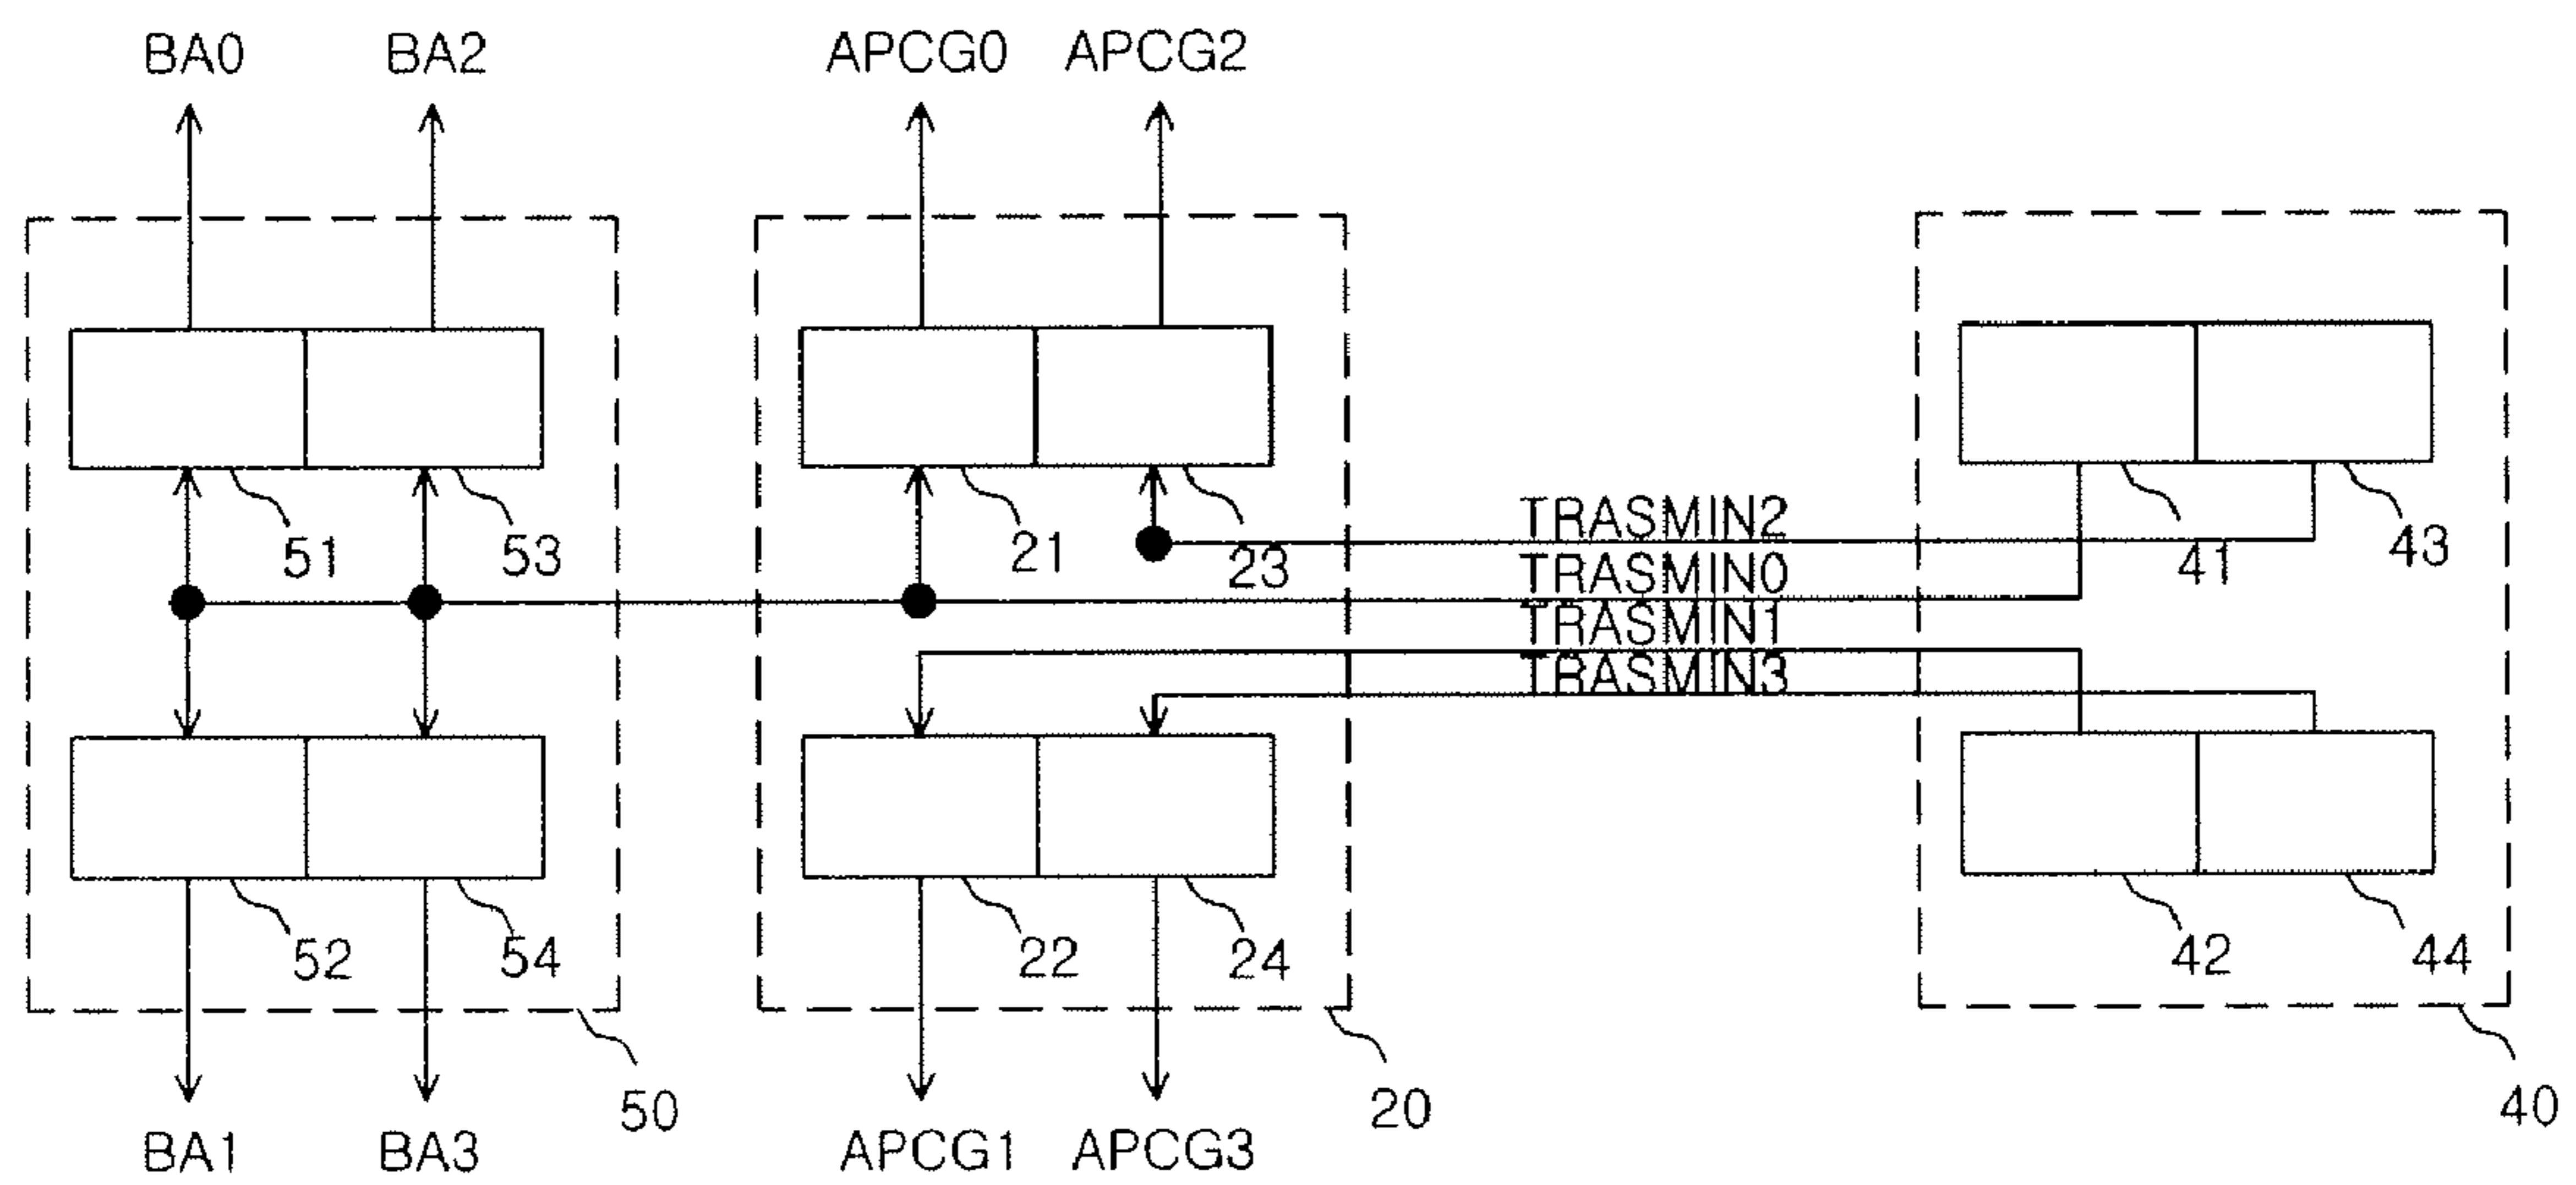 BA0 BA2 APCG0 APCG2
51 53 21 23 41 43
TRASMIN2
TRASMIN0
TRASMIN1
TRASMIN3
52 54 22 24 42 44
50 20 40
BA1 BA3 APCG1 APCG3